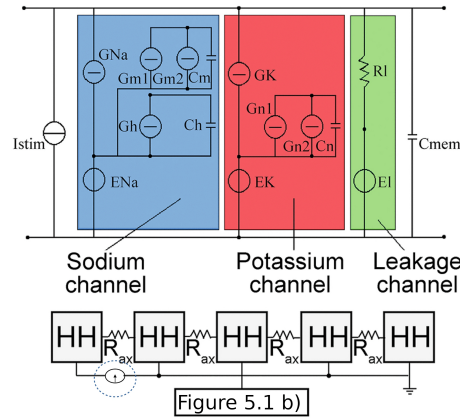 GNa
Gm1 Gm2 Cm
GK
Rl
Gn1
Gh
Ch
Istim
Gn2 Cn
Cmem
ENa
EK
El
Sodium
channel
Potassium
channel
Leakage
channel
HH HH HH HH HH
Rax Rax Rax Rax
Figure 5.1 b)